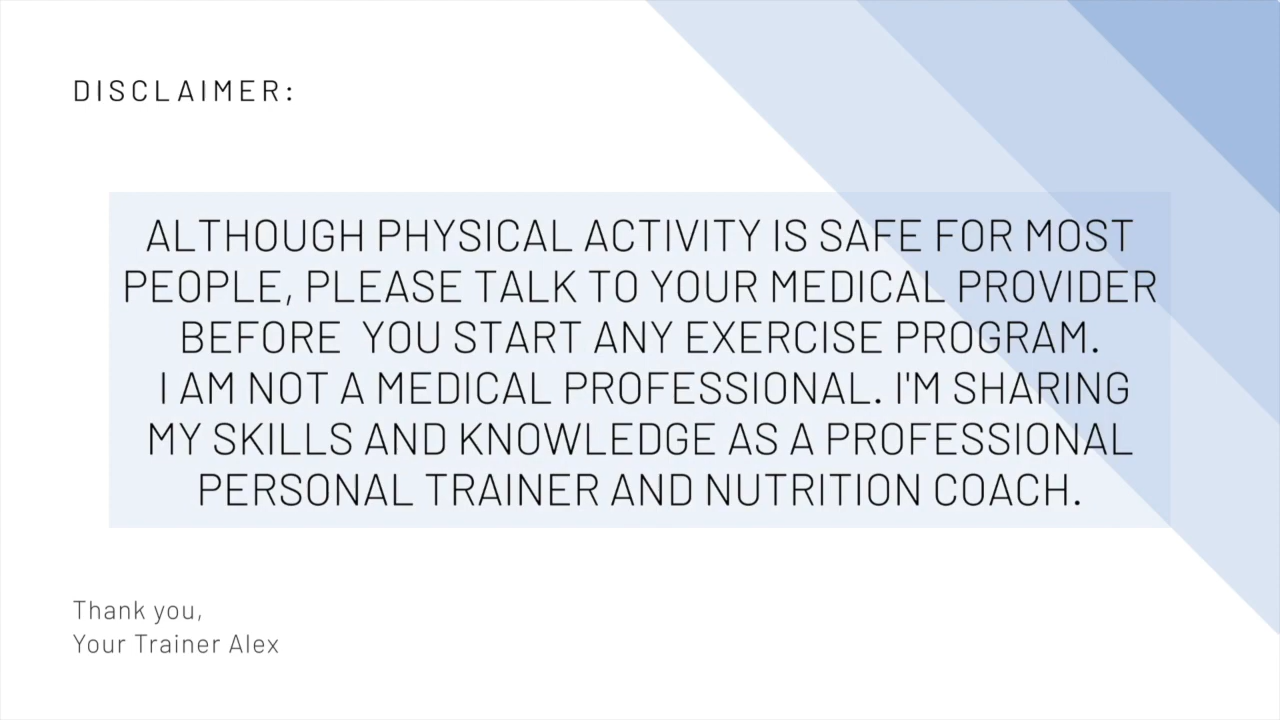 DISCLAIMER:
ALTHOUGH PHYSICAL ACTIVITY IS SAFE FOR MOST
PEOPLE, PLEASE TALK TO YOUR MEDICAL PROVIDER
BEFORE  YOU START ANY EXERCISE PROGRAM.
I AM NOT A MEDICAL PROFESSIONAL. I'M SHARING
MY SKILLS AND KNOWLEDGE AS A PROFESSIONAL
PERSONAL TRAINER AND NUTRITION COACH.
Thank you,
Your Trainer Alex